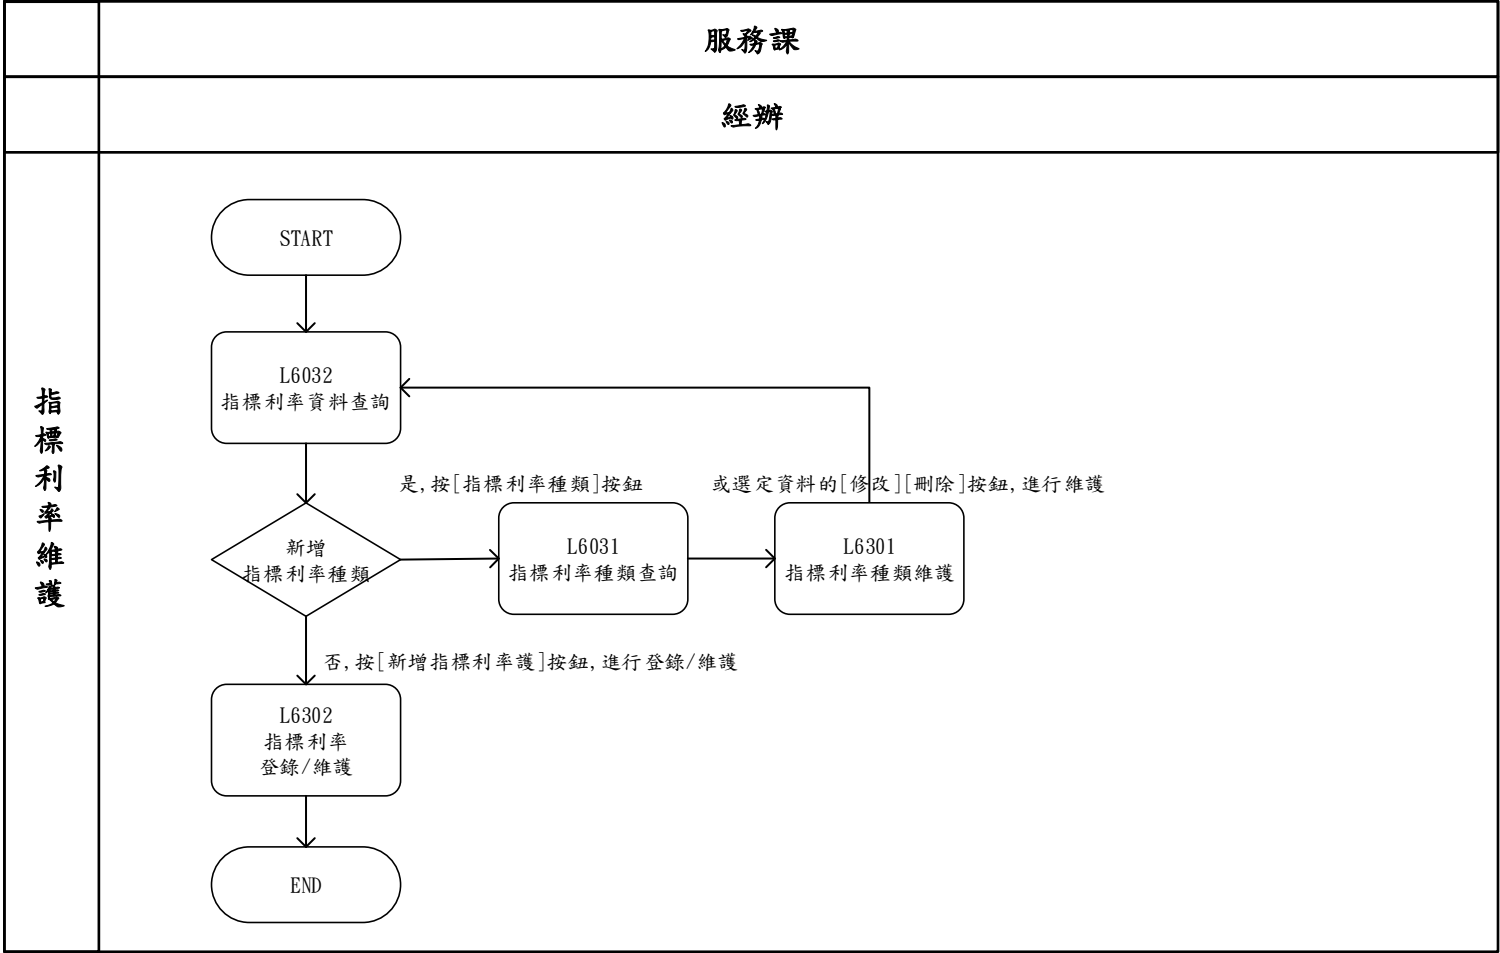 服務課
經辦
指標利率維護
START
L6032
指標利率資料查詢
是,按[指標利率種類]按鈕
或選定資料的[修改][刪除]按鈕,進行維護
新增
指標利率種類
L6031
指標利率種類查詢
L6301
指標利率種類維護
否,按[新增指標利率護]按鈕,進行登錄/維護
L6302
指標利率
登錄/維護
END